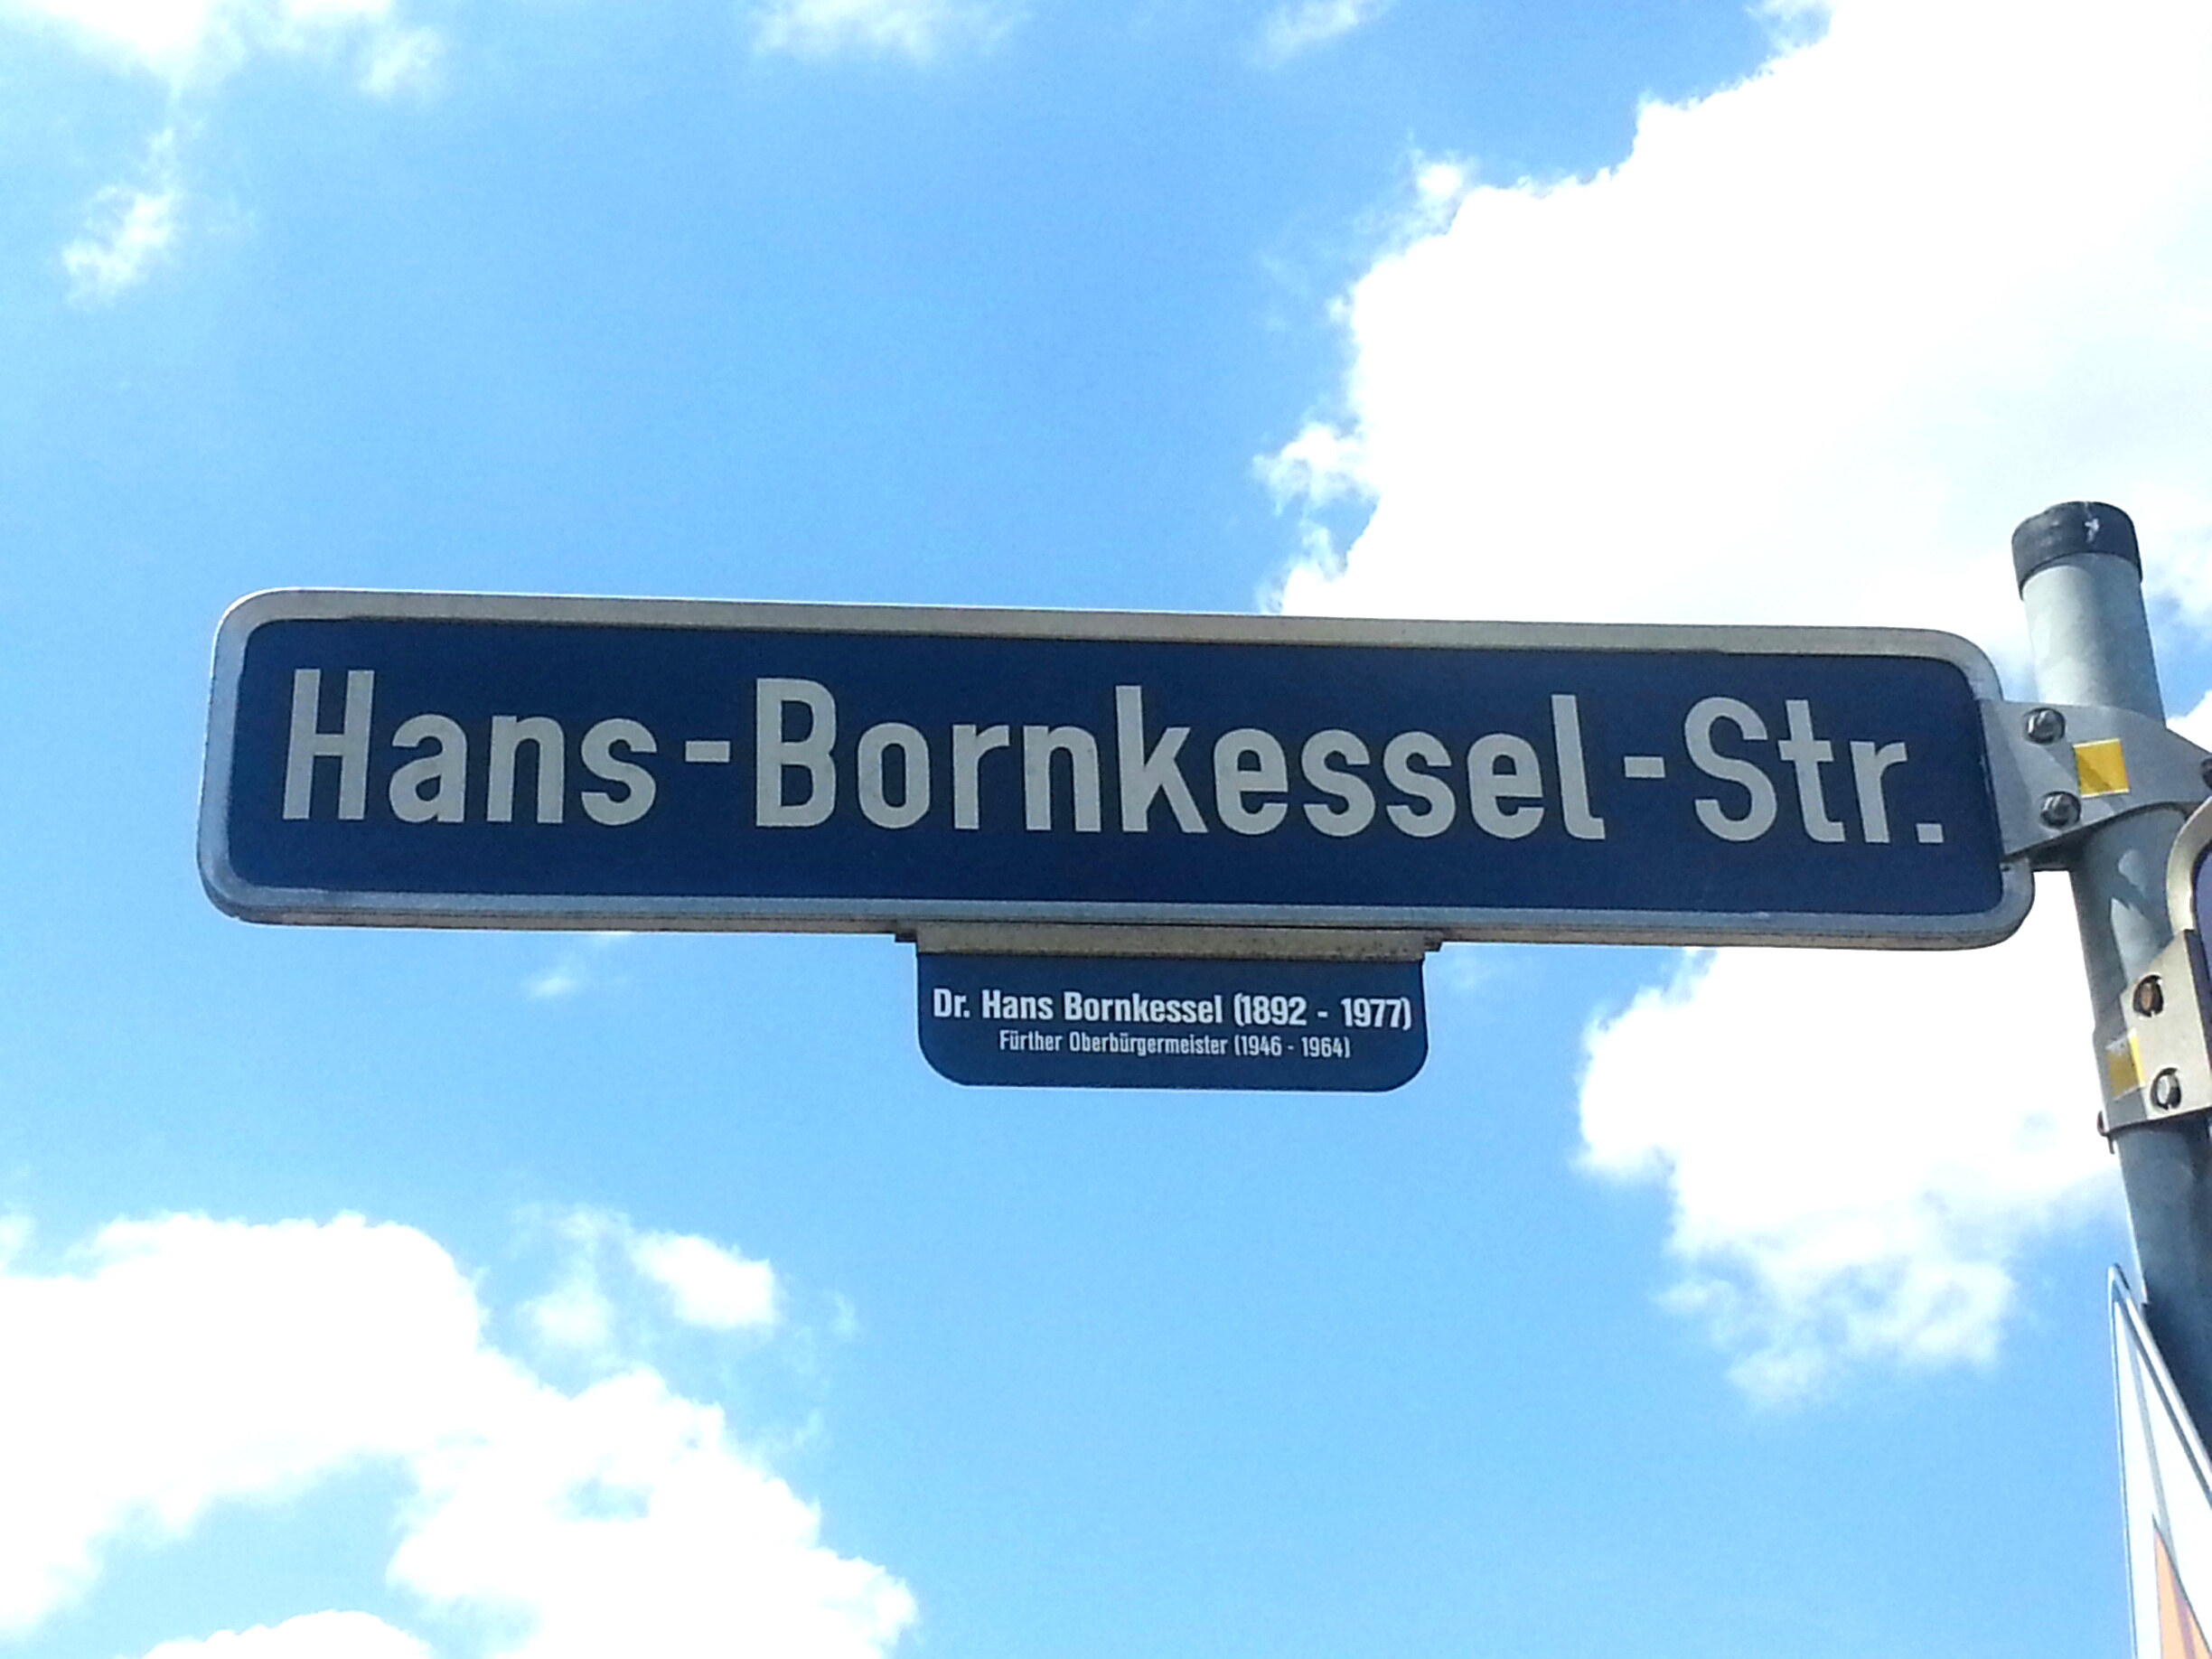 Hans-Bornkessel-Str.
Dr. Hans Bornkessel (1892 - 1977)
Fürther Oberbürgermeister (1946 - 1964)